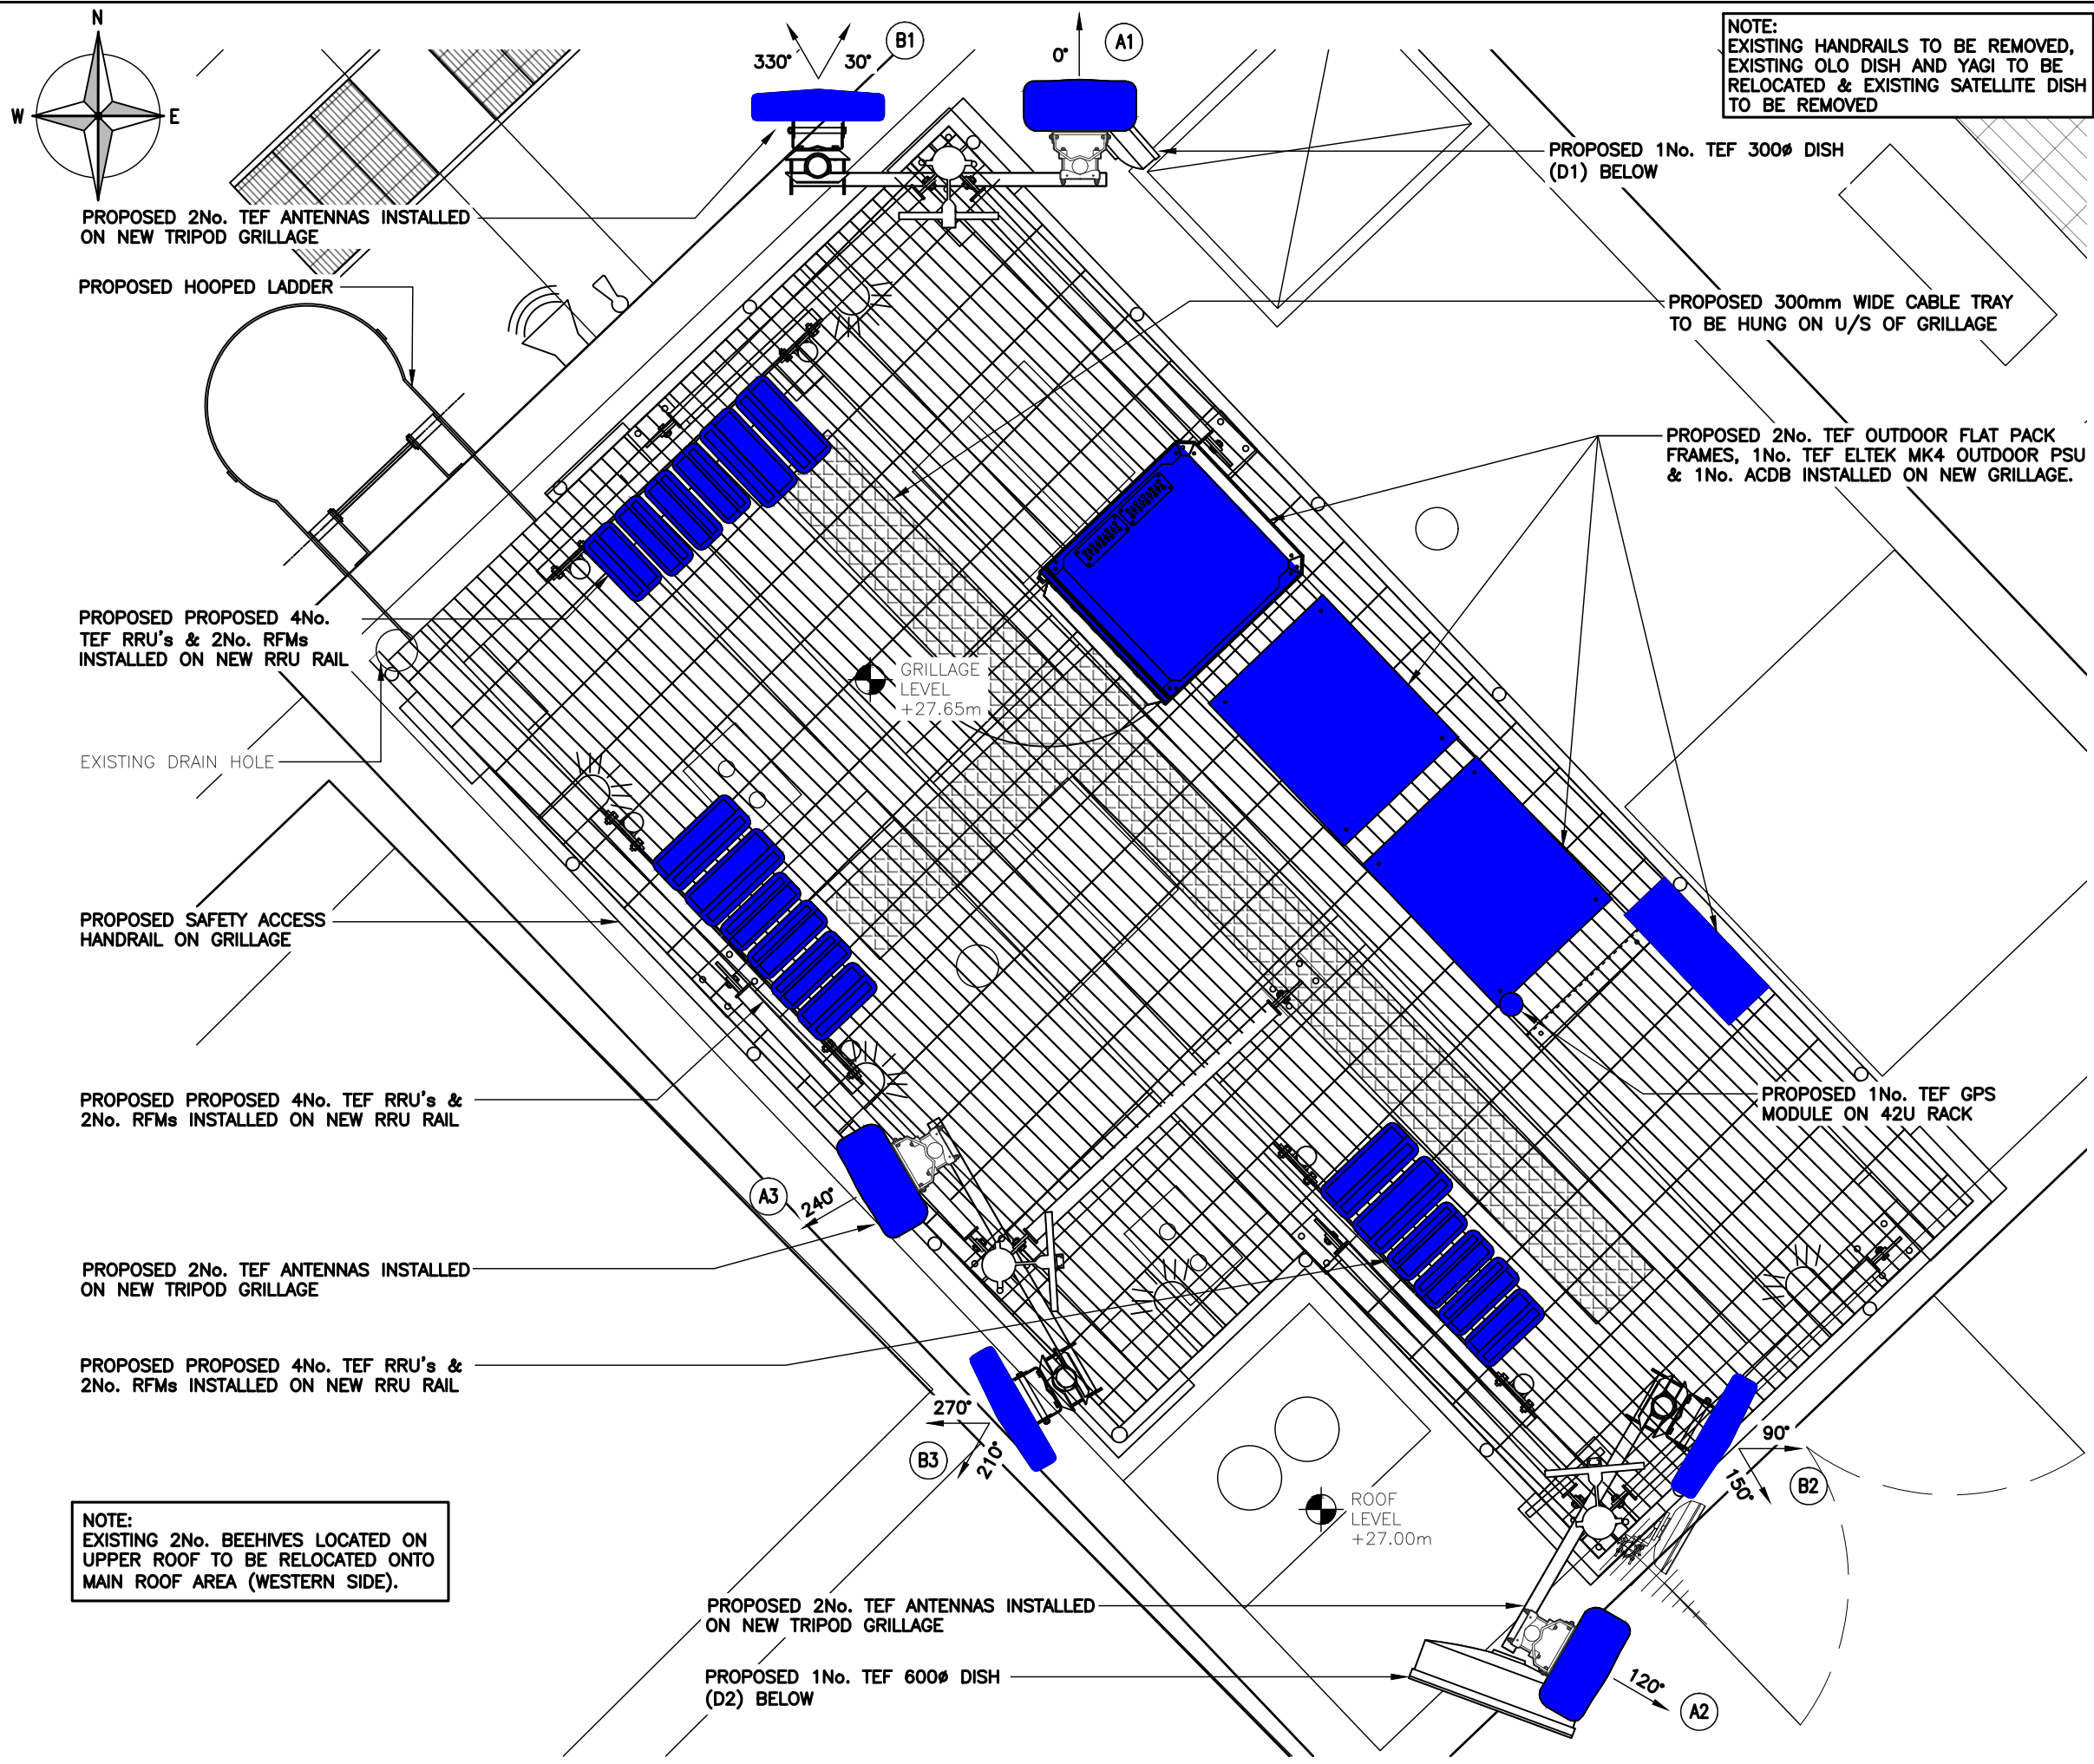 N
W
E
330°
30°
B1
0°
A1
NOTE:
EXISTING HANDRAILS TO BE REMOVED,
EXISTING OLO DISH AND YAGI TO BE
RELOCATED & EXISTING SATELLITE DISH
TO BE REMOVED
PROPOSED 1No. TEF 300ø DISH
(D1) BELOW
PROPOSED 2No. TEF ANTENNAS INSTALLED
ON NEW TRIPOD GRILLAGE
PROPOSED HOOPED LADDER
PROPOSED 300mm WIDE CABLE TRAY
TO BE HUNG ON U/S OF GRILLAGE
PROPOSED 2No. TEF OUTDOOR FLAT PACK
FRAMES, 1No. TEF ELTEK MK4 OUTDOOR PSU
& 1No. ACDB INSTALLED ON NEW GRILLAGE.
PROPOSED PROPOSED 4No.
TEF RRU's & 2No. RFMs
INSTALLED ON NEW RRU RAIL
GRILLAGE
LEVEL
+27.65m
EXISTING DRAIN HOLE
PROPOSED SAFETY ACCESS
HANDRAIL ON GRILLAGE
PROPOSED PROPOSED 4No. TEF RRU's &
2No. RFMs INSTALLED ON NEW RRU RAIL
PROPOSED 1No. TEF GPS
MODULE ON 42U RACK
A3
240°
PROPOSED 2No. TEF ANTENNAS INSTALLED
ON NEW TRIPOD GRILLAGE
PROPOSED PROPOSED 4No. TEF RRU's &
2No. RFMs INSTALLED ON NEW RRU RAIL
270°
B3
210°
90°
150°
B2
ROOF
LEVEL
+27.00m
NOTE:
EXISTING 2No. BEEHIVES LOCATED ON
UPPER ROOF TO BE RELOCATED ONTO
MAIN ROOF AREA (WESTERN SIDE).
PROPOSED 2No. TEF ANTENNAS INSTALLED
ON NEW TRIPOD GRILLAGE
PROPOSED 1No. TEF 600ø DISH
(D2) BELOW
120°
A2